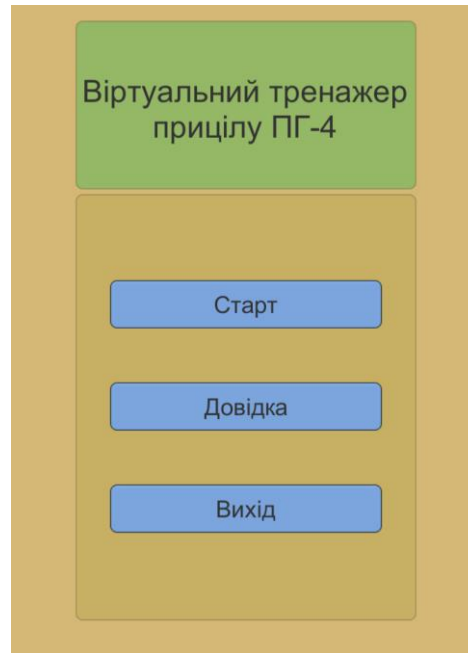 Віртуальний тренажер
прицілу ПГ-4
Старт
Довідка
Вихід